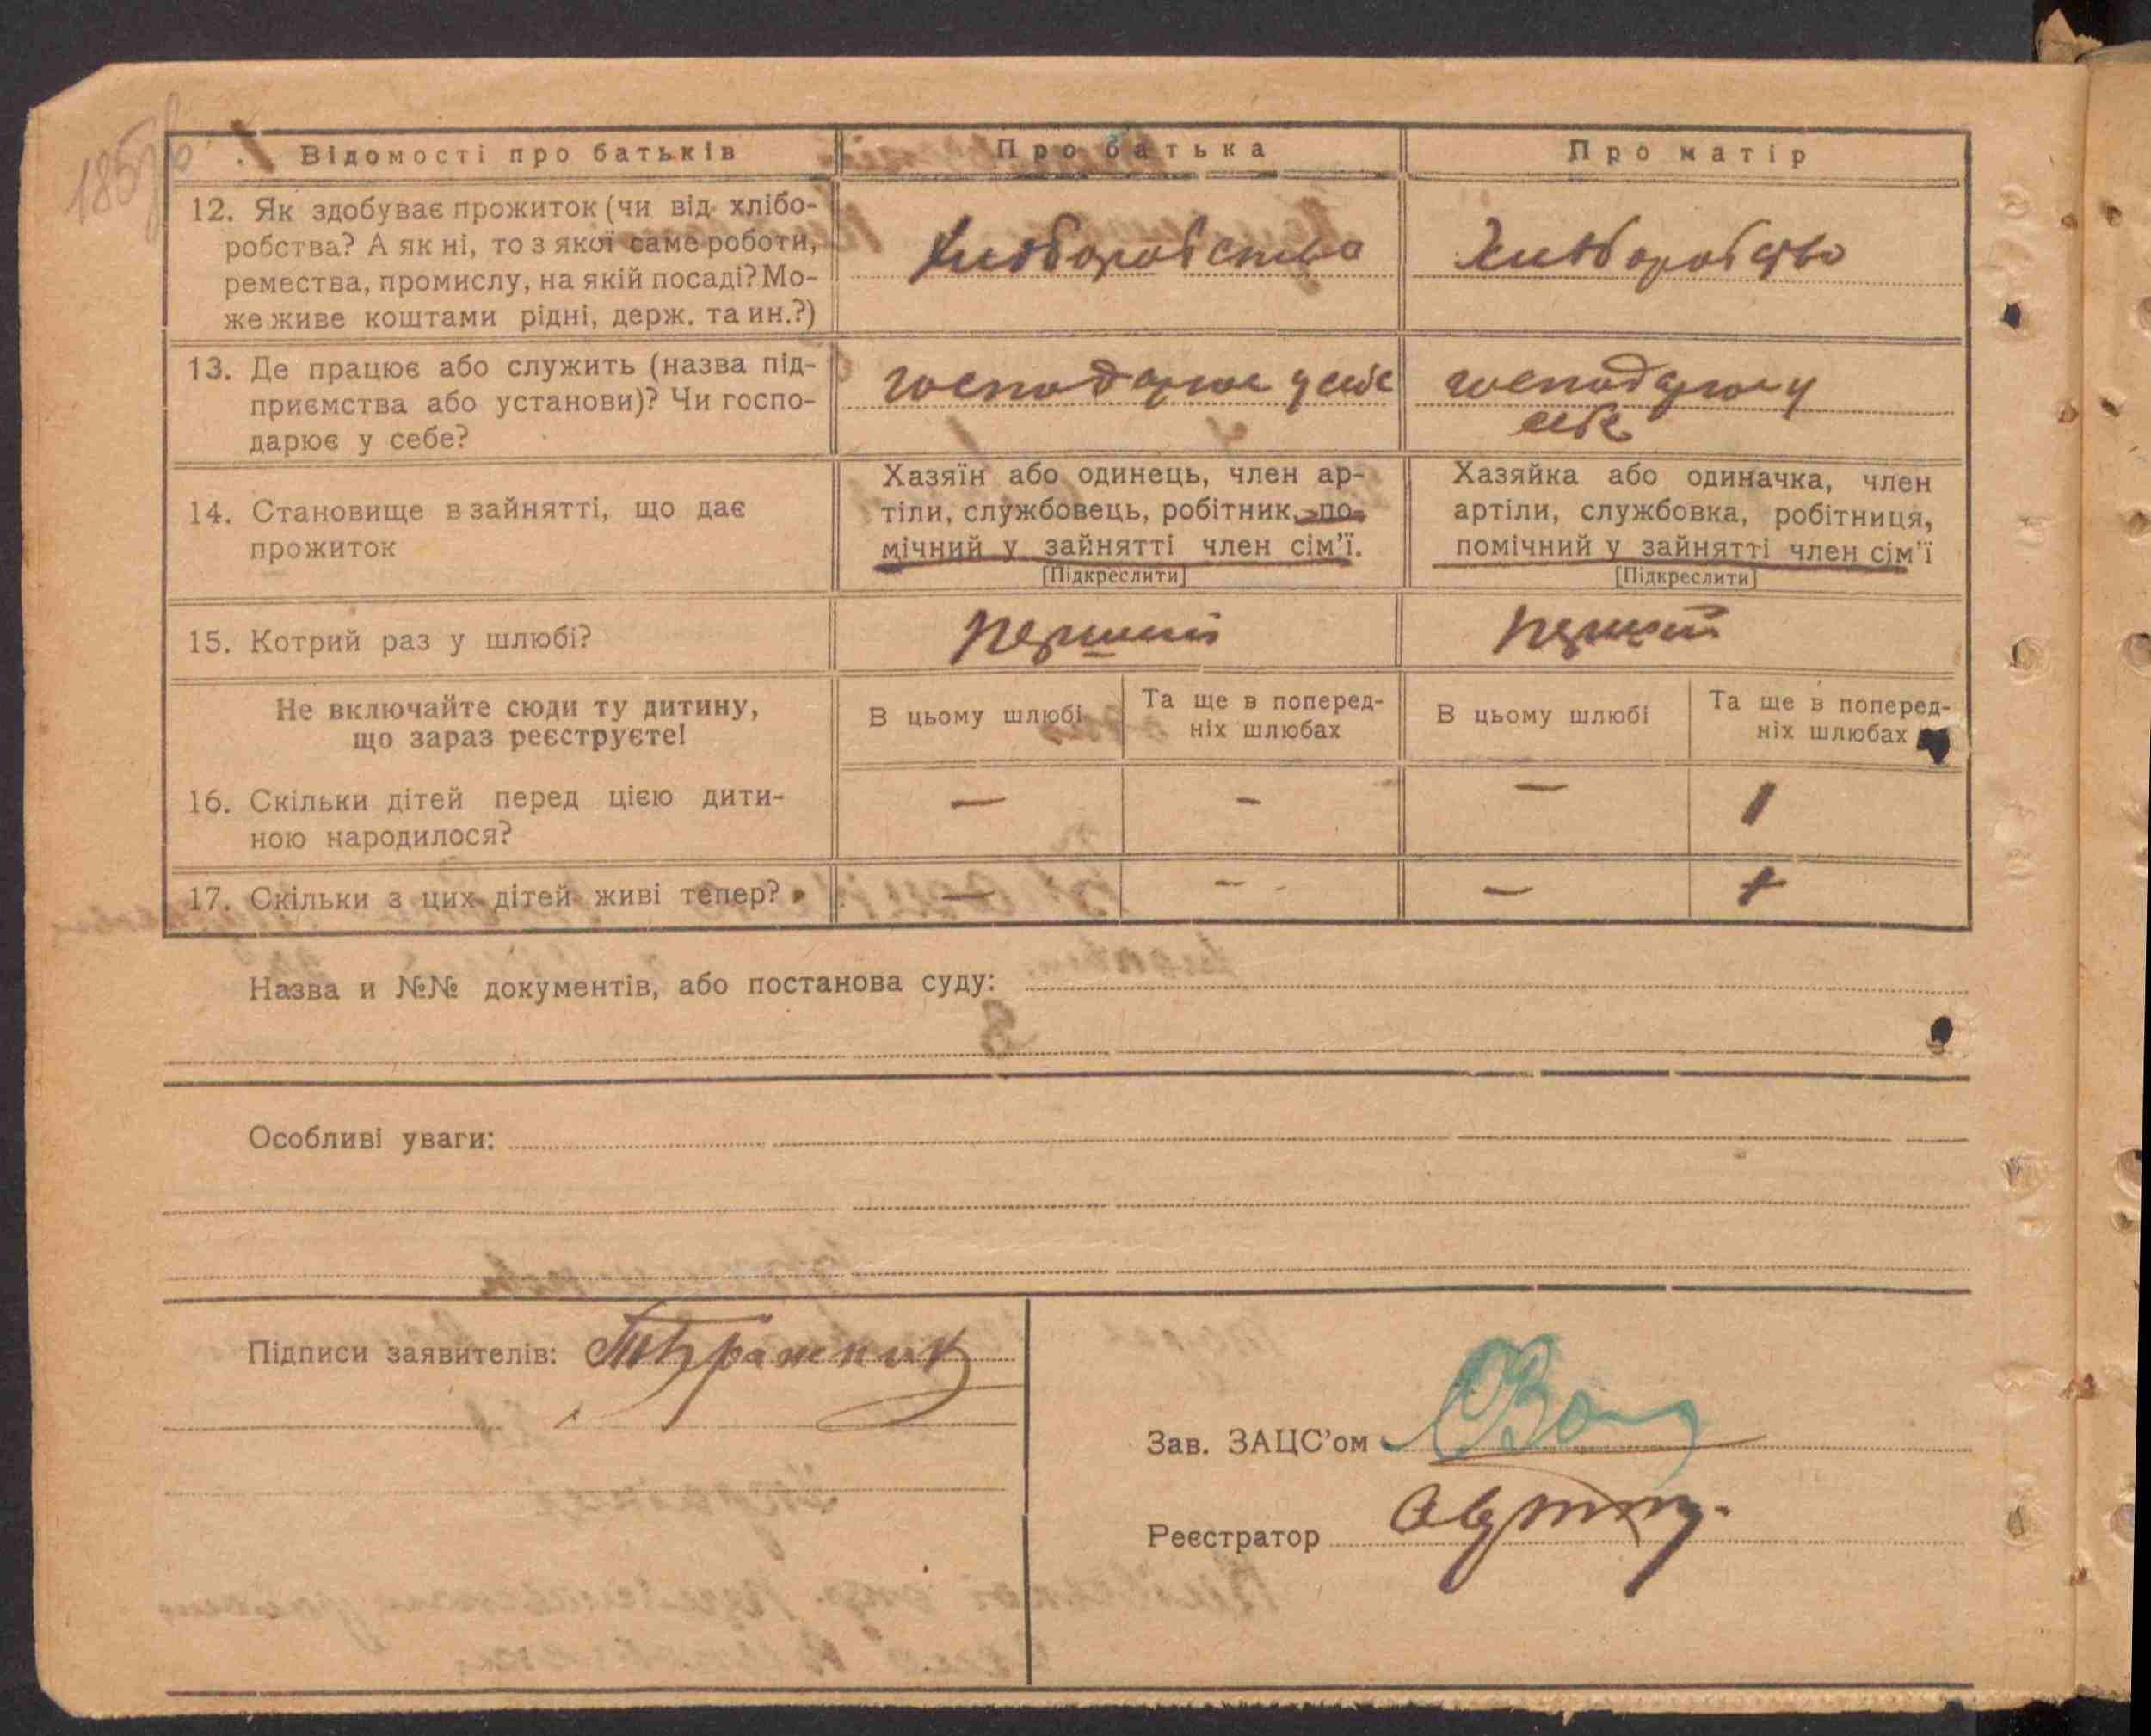 Відомості про батьків
Про батька
Про матір
12. Як здобуває прожиток (чи від хлібо-
робства? А як ні, то з якої саме роботи,
ремества, промислу, на якій посаді? Мо-
же живе коштами рідні, держ. та ин.?)
Хліборобство
Хліборобство
13. Де працює або служить (назва під-
приємства або установи)? Чи госпо-
дарює у себе?
господарює у себе
господарює у
себе
14. Становище в зайнятті, що дає
прожиток
Хазяїн або одинець, член ар-
тіли, службовець, робітник, по-
мічний у зайнятті член сім'ї.
[Підкреслити]
Хазяйка або одиначка, член
артіли, службовка, робітниця,
помічний у зайнятті член сім'ї
[Підкреслити]
15. Котрий раз у шлюбі?
перший
перший
Не включайте сюди ту дитину,
що зараз реєструєте!
В цьому шлюбі
Та ще в поперед-
ніх шлюбах
В цьому шлюбі
Та ще в поперед-
ніх шлюбах
16. Скільки дітей перед цією дити-
ною народилося?
— - — 1
17. Скільки з цих дітей живі тепер?
— - —
Назва и №№ документів, або постанова суду:
Особливі уваги:
Підписи заявителів:
Зав. ЗАЦС'ом
Реєстратор